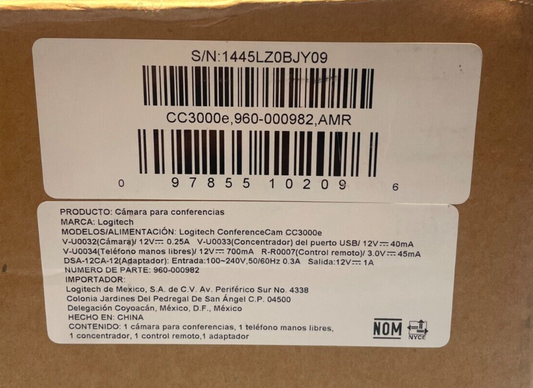 S/N:1445LZ0BJY09
CC3000e,960-000982,AMR
0 97855 10209 6
PRODUCTO: Cámara para conferencias
MARCA: Logitech
MODELOS/ALIMENTACIÓN: Logitech ConferenceCam CC3000e
V-U0032(Cámara)/ 12V⎓ 0.25A V-U0033(Concentrador) del puerto USB/ 12V⎓ 40mA
V-U0034(Teléfono manos libres)/ 12V⎓ 700mA R-R0007(Control remoto)/ 3.0V⎓ 45mA
DSA-12CA-12(Adaptador): Entrada:100~240V,50/60Hz 0.3A Salida:12V⎓ 1A
NÚMERO DE PARTE: 960-000982
IMPORTADOR:
Logitech de Mexico, S.A. de C.V. Av. Periférico Sur No. 4338
Colonia Jardines Del Pedregal De San Ángel C.P. 04500
Delegación Coyoacán, México, D.F., México
HECHO EN: CHINA
CONTENIDO: 1 cámara para conferencias, 1 teléfono manos libres,
1 concentrador, 1 control remoto,1 adaptador
NOM
NYCE